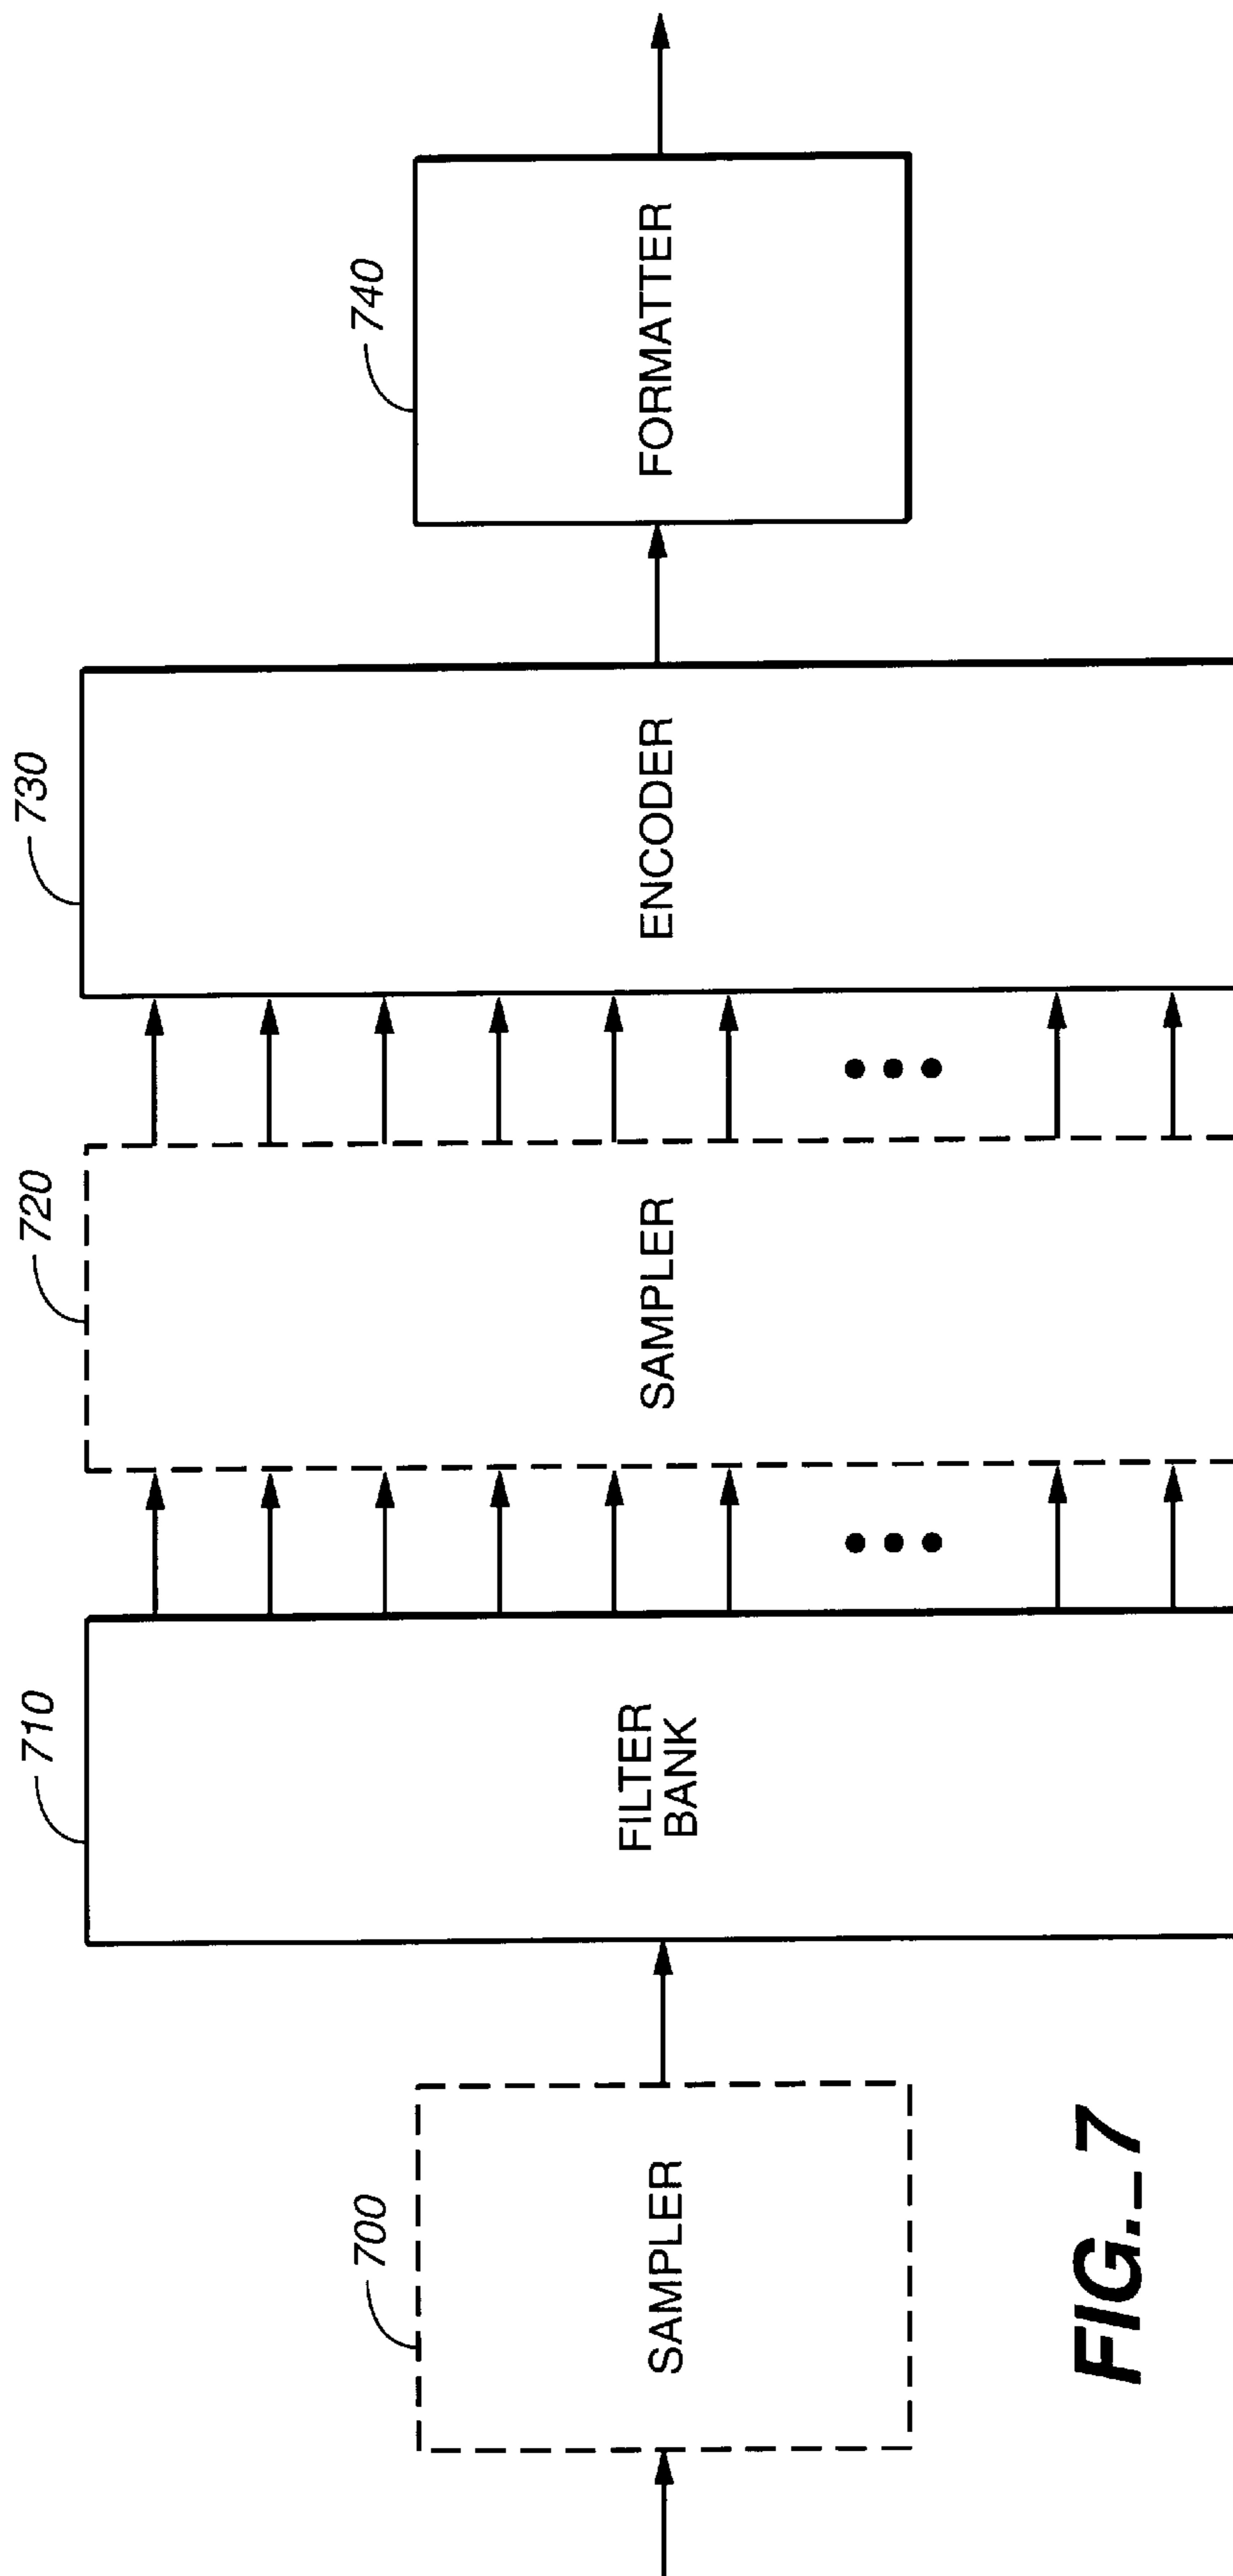 700
SAMPLER
710
FILTER
BANK
720
SAMPLER
730
ENCODER
740
FORMATTER
FIG._7